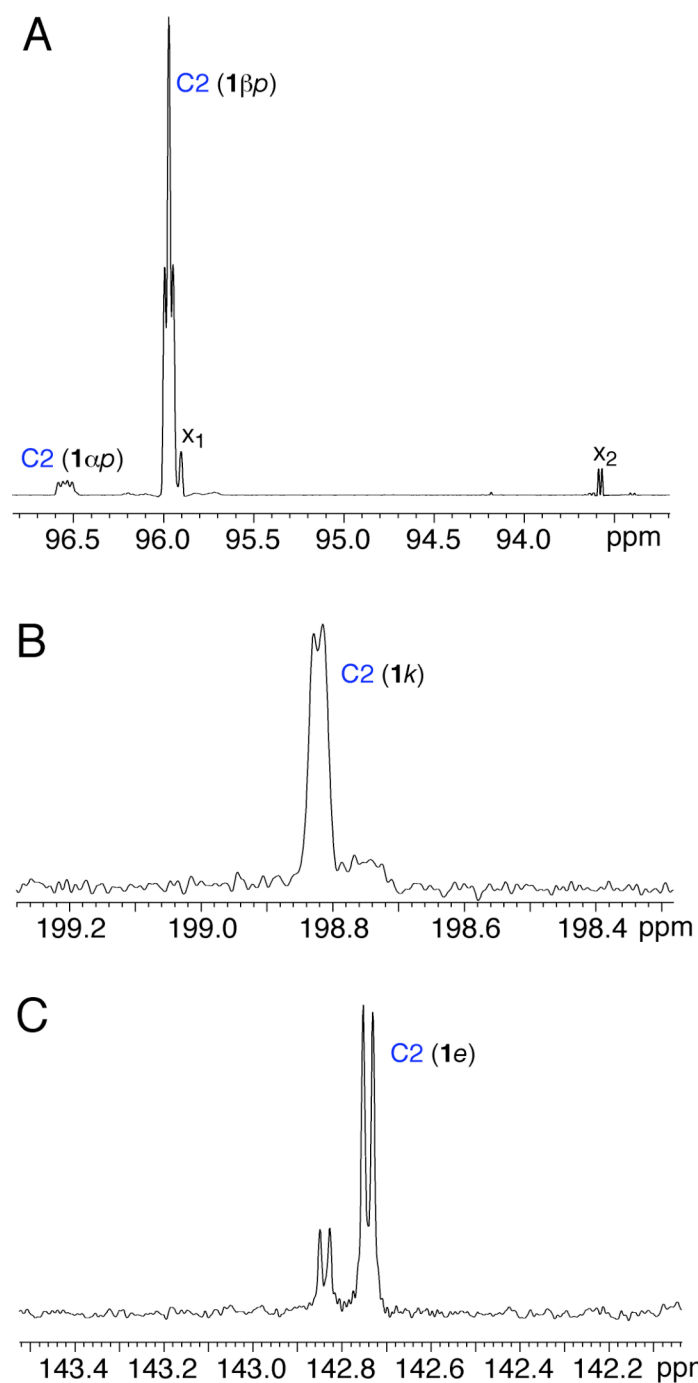 A
C2 (1βp)
C2 (1αp)
x1
x2
96.5 96.0 95.5 95.0 94.5 94.0 ppm
B
C2 (1k)
199.2 199.0 198.8 198.6 198.4 ppm
C
C2 (1e)
143.4 143.2 143.0 142.8 142.6 142.4 142.2 ppm